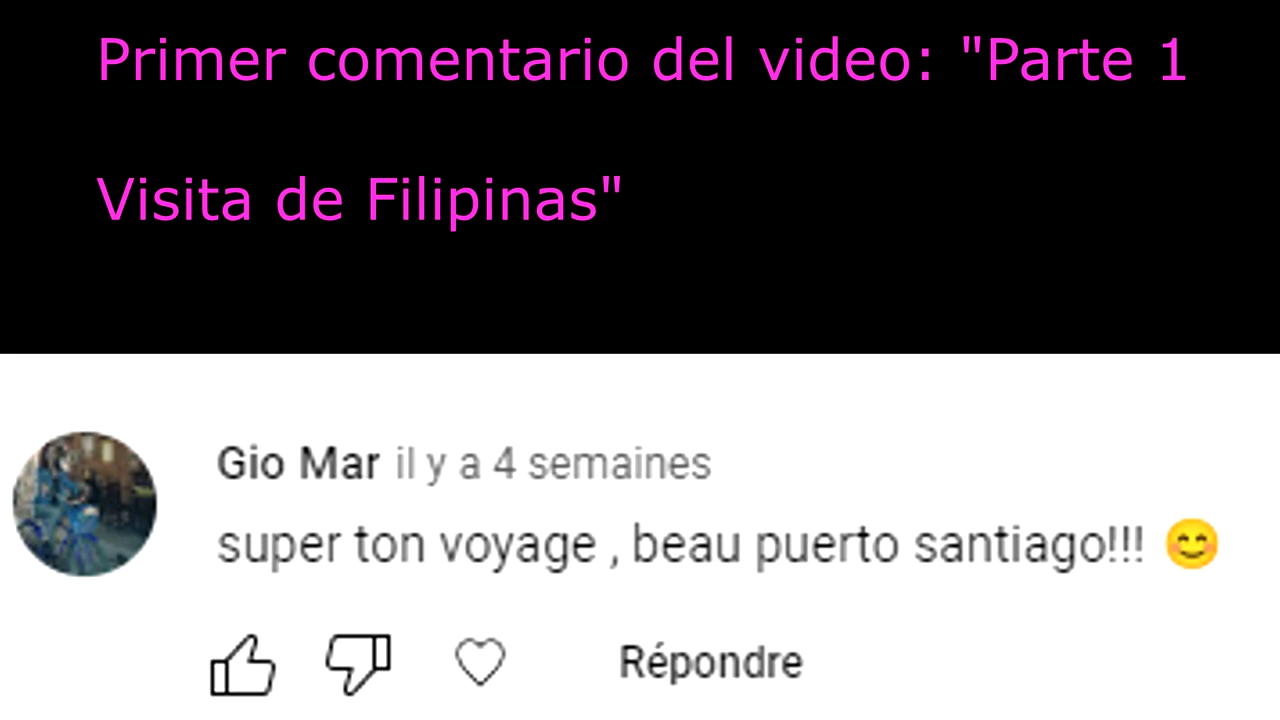 Primer comentario del video: "Parte 1
Visita de Filipinas"
Gio Mar il y a 4 semaines
super ton voyage , beau puerto santiago!!! 😊
Répondre